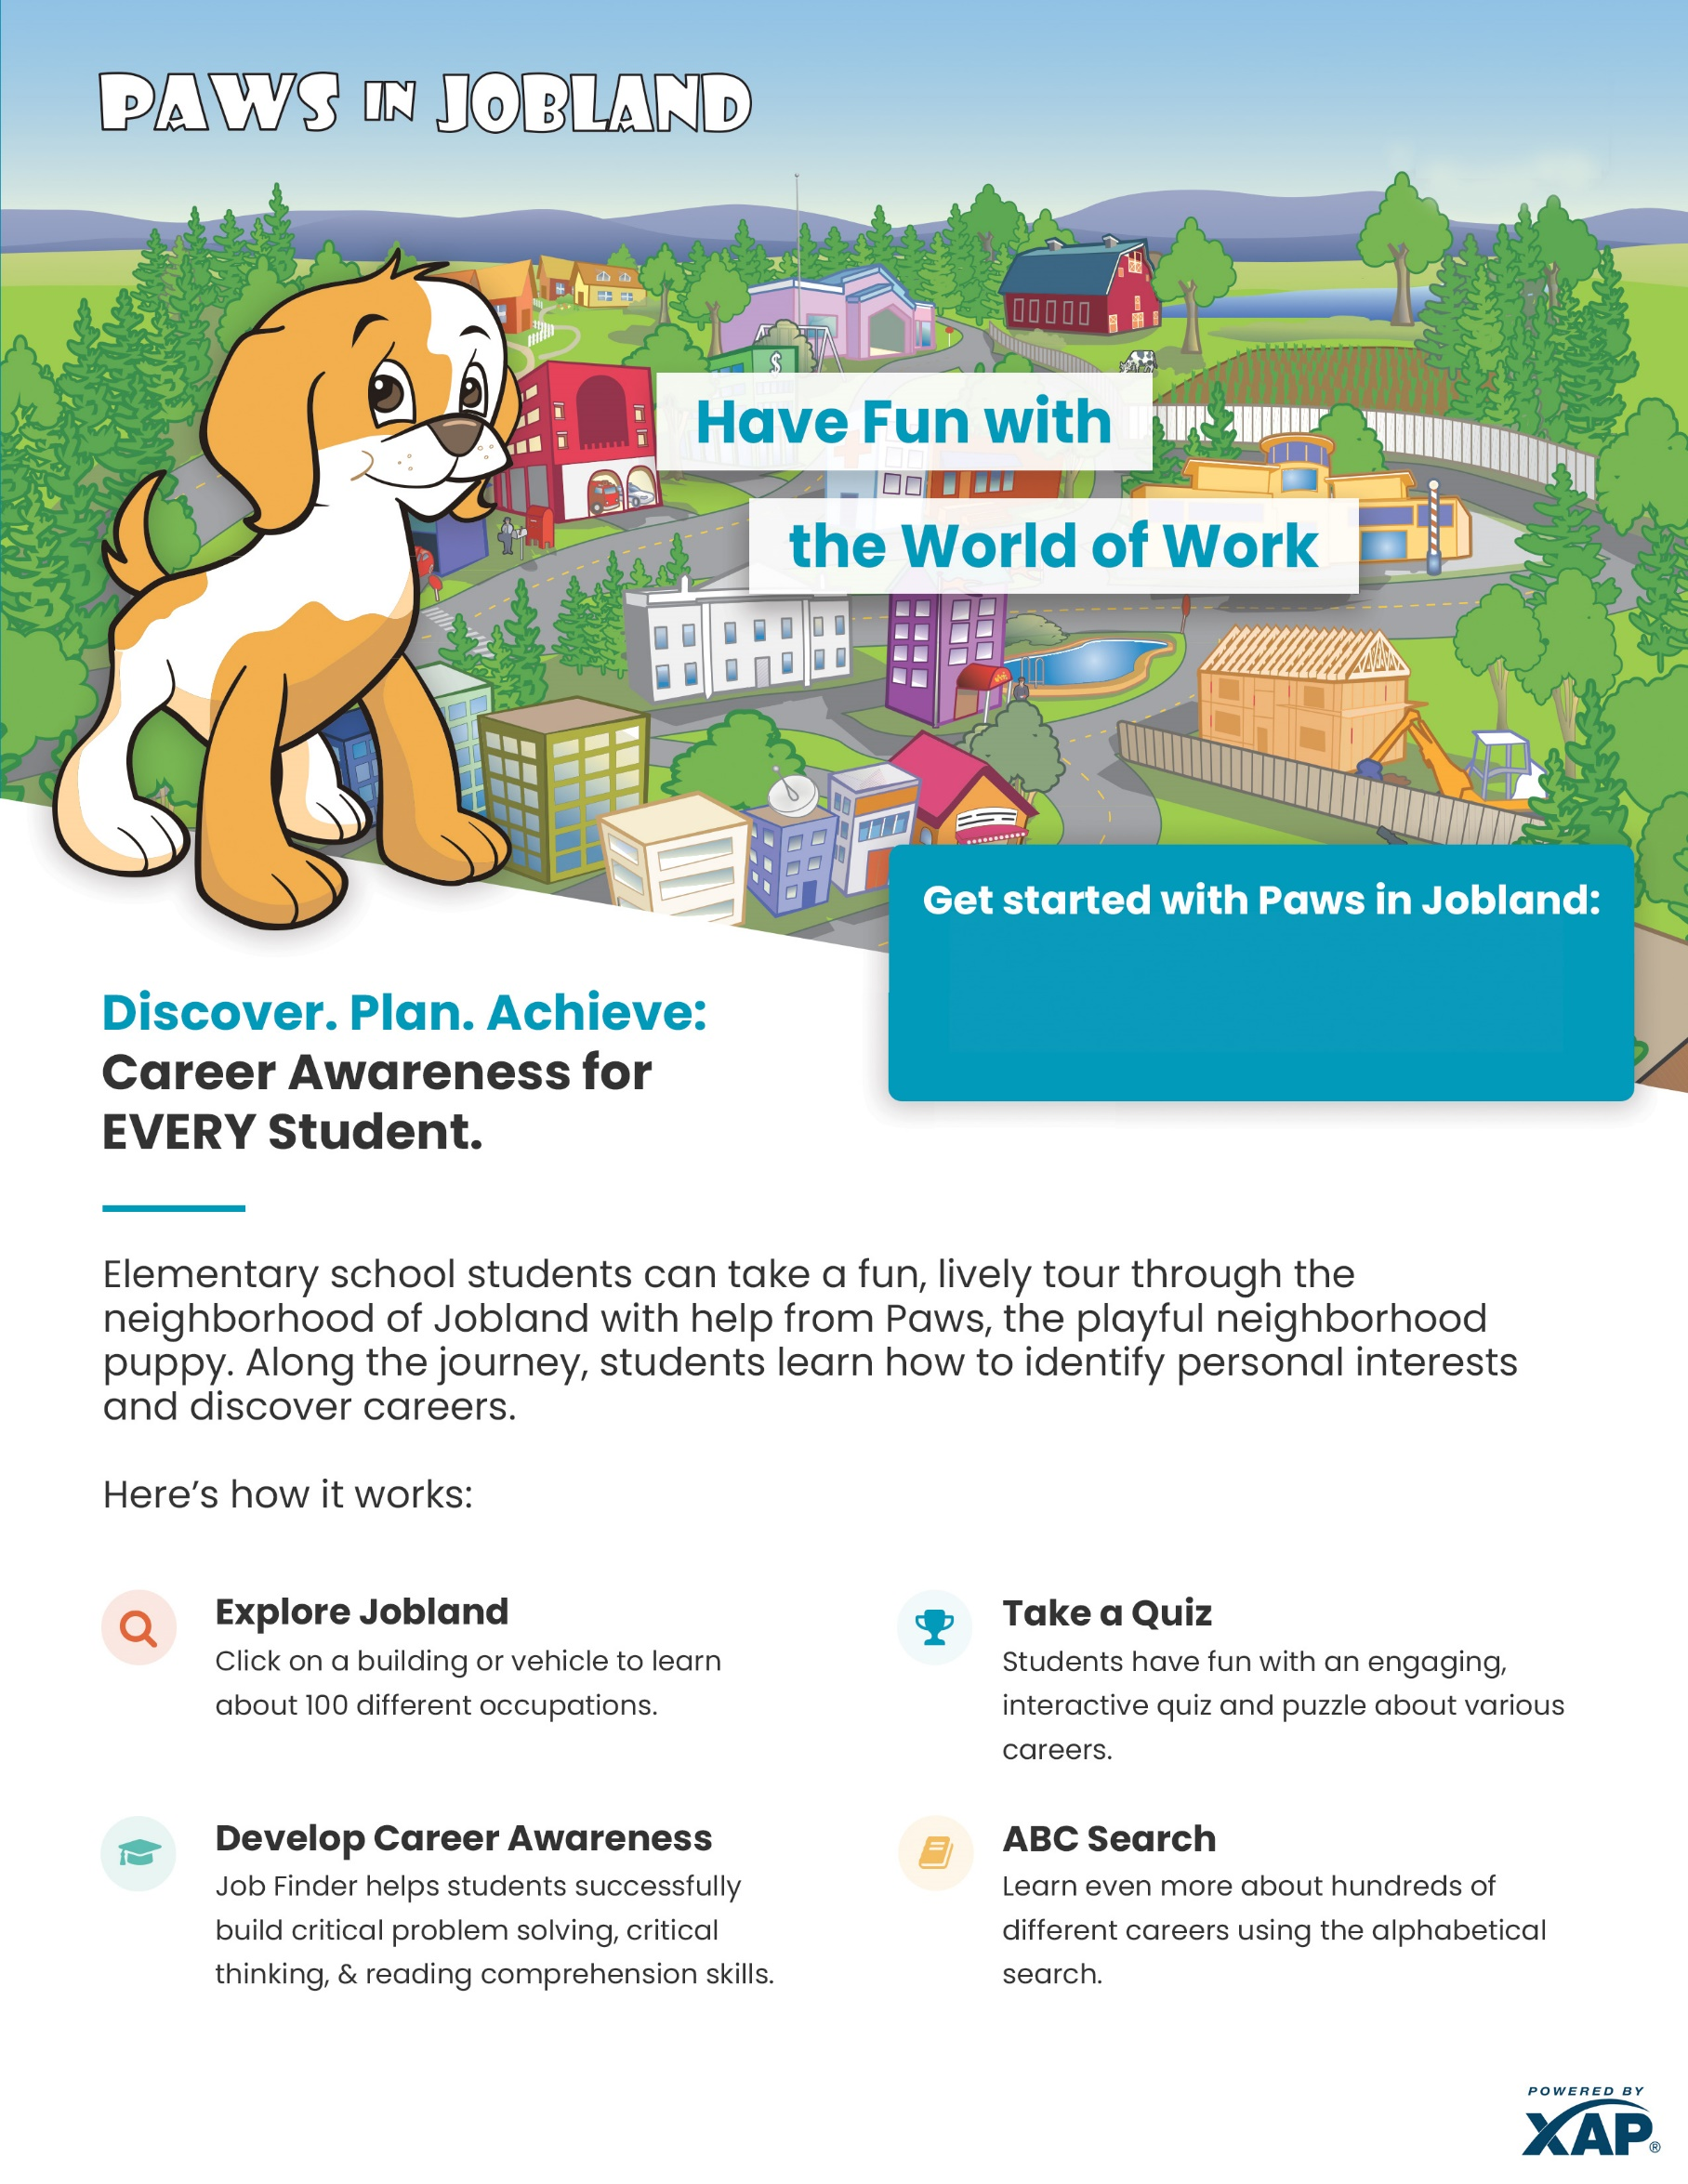 PAWS IN JOBLAND
$
Have Fun with
the World of Work
Get started with Paws in Jobland:
Discover. Plan. Achieve:
Career Awareness for
EVERY Student.
Elementary school students can take a fun, lively tour through the
neighborhood of Jobland with help from Paws, the playful neighborhood
puppy. Along the journey, students learn how to identify personal interests
and discover careers.
Here’s how it works:
Explore Jobland
Click on a building or vehicle to learn
about 100 different occupations.
Take a Quiz
Students have fun with an engaging,
interactive quiz and puzzle about various
careers.
Develop Career Awareness
Job Finder helps students successfully
build critical problem solving, critical
thinking, & reading comprehension skills.
ABC Search
Learn even more about hundreds of
different careers using the alphabetical
search.
POWERED BY
XAP®